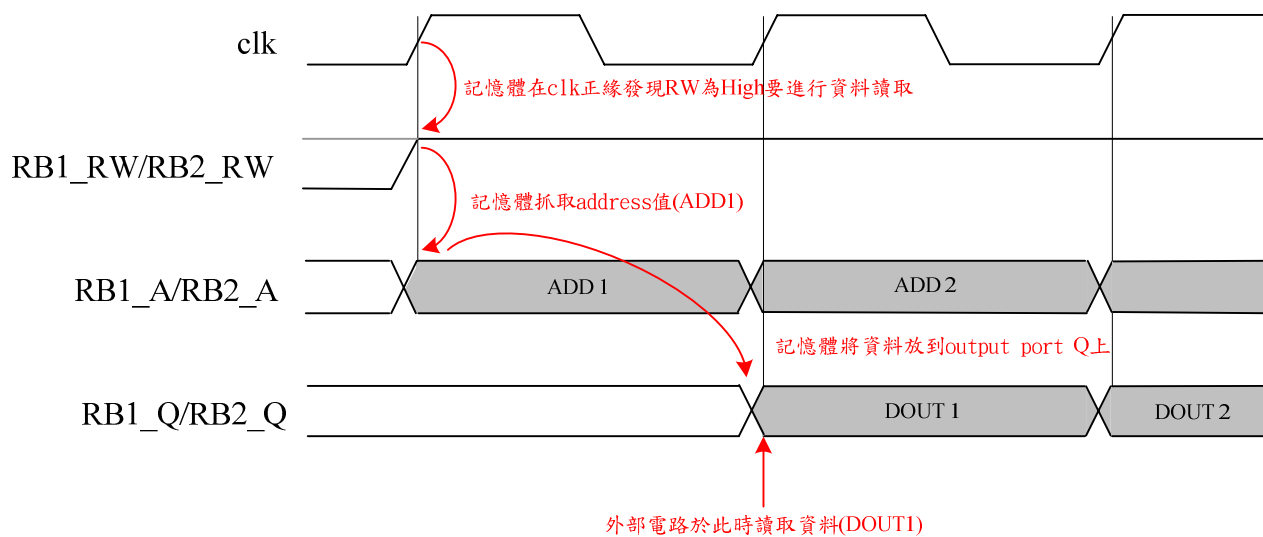 clk
記憶體在clk正緣發現RW為High要進行資料讀取
RB1_RW/RB2_RW
記憶體抓取address值(ADD1)
RB1_A/RB2_A
ADD 1
ADD 2
記憶體將資料放到output port Q上
RB1_Q/RB2_Q
DOUT 1
DOUT 2
外部電路於此時讀取資料(DOUT1)